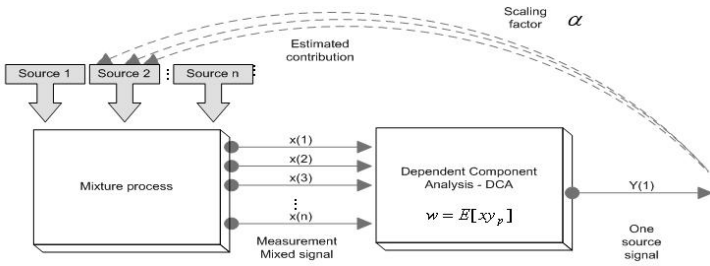 Scaling
factor α
Estimated
contribution
Source 1
Source 2
⋮
Source n
⋮
Mixture process
x(1)
x(2)
x(3)
⋮
x(n)
Measurement
Mixed signal
Dependent Component
Analysis - DCA
w = E[xy_p]
Y(1)
One
source
signal